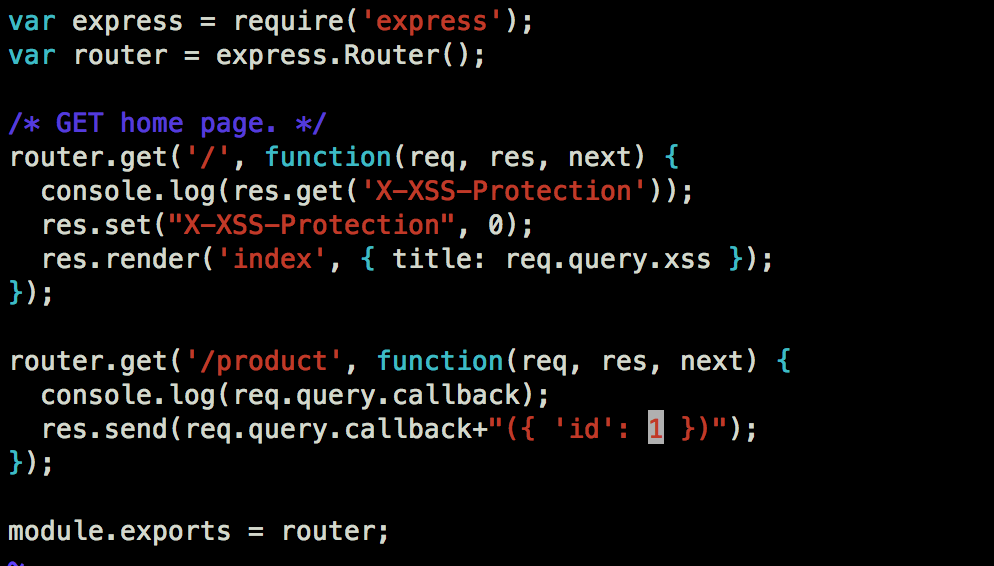 var express = require('express');
var router = express.Router();

/* GET home page. */
router.get('/', function(req, res, next) {
  console.log(res.get('X-XSS-Protection'));
  res.set("X-XSS-Protection", 0);
  res.render('index', { title: req.query.xss });
});

router.get('/product', function(req, res, next) {
  console.log(req.query.callback);
  res.send(req.query.callback+"({ 'id': 1 })");
});

module.exports = router;
~